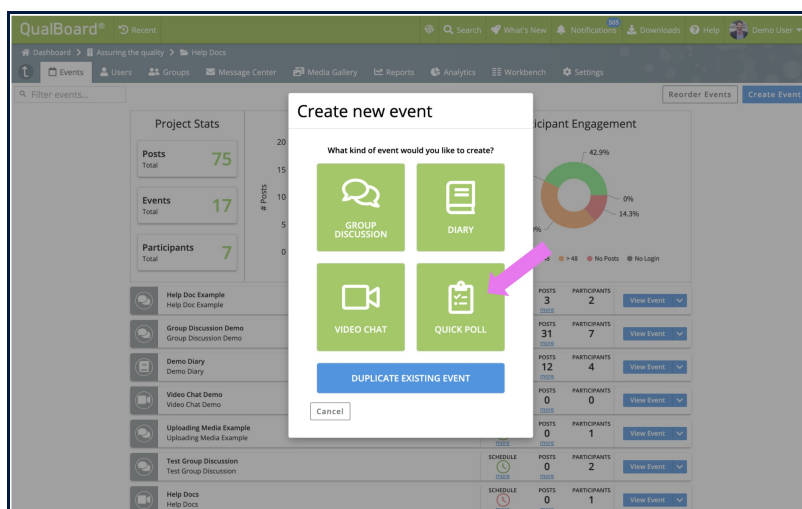 QualBoard® Recent Search What's New 505 Notifications Downloads Help Demo User
Dashboard Assuring the quality Help Docs
Events Users Groups Message Center Media Gallery Reports Analytics Workbench Settings
Filter events... Reorder Events Create Event
Create new event
Project Stats
icipant Engagement
What kind of event would you like to create?
Posts
Total
75
Events
Total
17
Participants
Total
7
# Posts
20
15
10
5
0
42.9%
0%
14.3%
> 48 No Posts No Login
GROUP
DISCUSSION
DIARY
VIDEO CHAT
QUICK POLL
DUPLICATE EXISTING EVENT
Cancel
Help Doc Example
Help Doc Example
POSTS
3
more
PARTICIPANTS
2
View Event
Group Discussion Demo
Group Discussion Demo
POSTS
31
more
PARTICIPANTS
7
View Event
Demo Diary
Demo Diary
POSTS
12
more
PARTICIPANTS
4
View Event
Video Chat Demo
Video Chat Demo
POSTS
0
more
PARTICIPANTS
0
View Event
Uploading Media Example
Uploading Media Example
more
POSTS
0
more
PARTICIPANTS
1
View Event
Test Group Discussion
Test Group Discussion
SCHEDULE
more
POSTS
0
more
PARTICIPANTS
2
View Event
Help Docs
Help Docs
SCHEDULE
POSTS
0
PARTICIPANTS
1
View Event